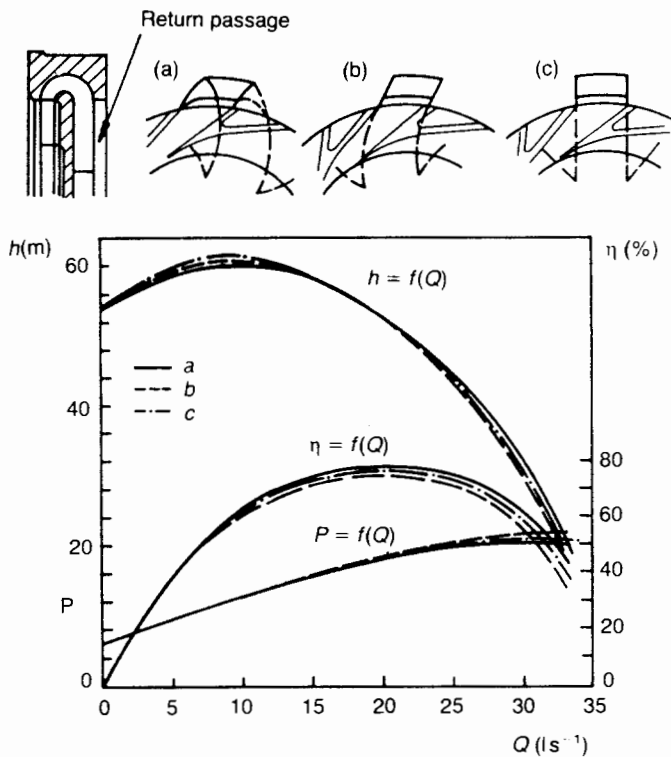 Return passage
(a)
(b)
(c)
h(m)
η (%)
60
40
20
P
0
h = f(Q)
a
b
c
η = f(Q)
P = f(Q)
80
60
50
40
20
0
0
5
10
15
20
25
30
35
Q (l s⁻¹)